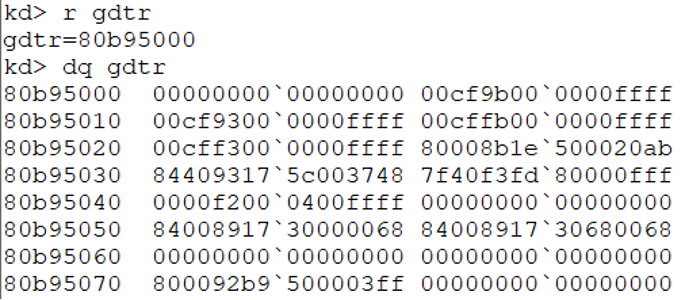 kd> r gdtr
gdtr=80b95000
kd> dq gdtr
80b95000  00000000`00000000 00cf9b00`0000ffff
80b95010  00cf9300`0000ffff 00cffb00`0000ffff
80b95020  00cff300`0000ffff 80008b1e`500020ab
80b95030  84409317`5c003748 7f40f3fd`80000fff
80b95040  0000f200`0400ffff 00000000`00000000
80b95050  84008917`30000068 84008917`30680068
80b95060  00000000`00000000 00000000`00000000
80b95070  800092b9`500003ff 00000000`00000000